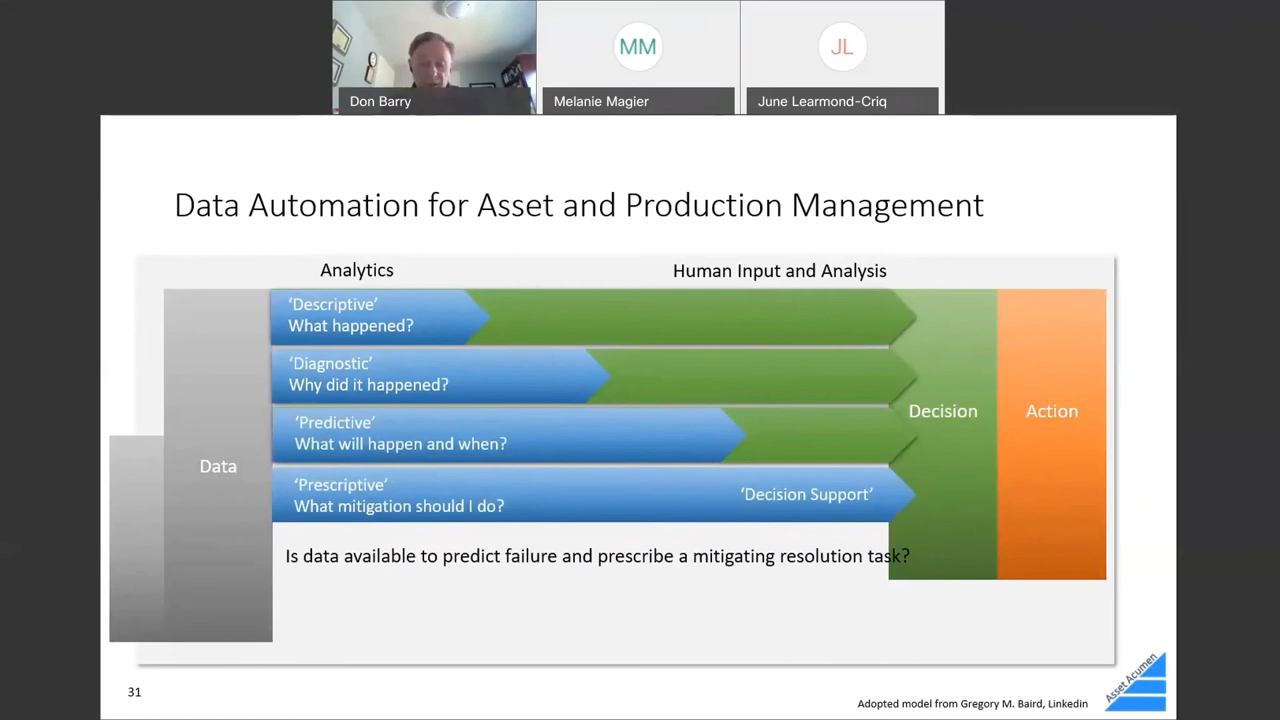 MM
JL
Don Barry
Melanie Magier
June Learmond-Criq
Data Automation for Asset and Production Management
Analytics
Human Input and Analysis
‘Descriptive’
What happened?
‘Diagnostic’
Why did it happened?
‘Predictive’
What will happen and when?
‘Prescriptive’
What mitigation should I do?
‘Decision Support’
Data
Decision
Action
Is data available to predict failure and prescribe a mitigating resolution task?
31
Adopted model from Gregory M. Baird, Linkedin
Asset Acumen